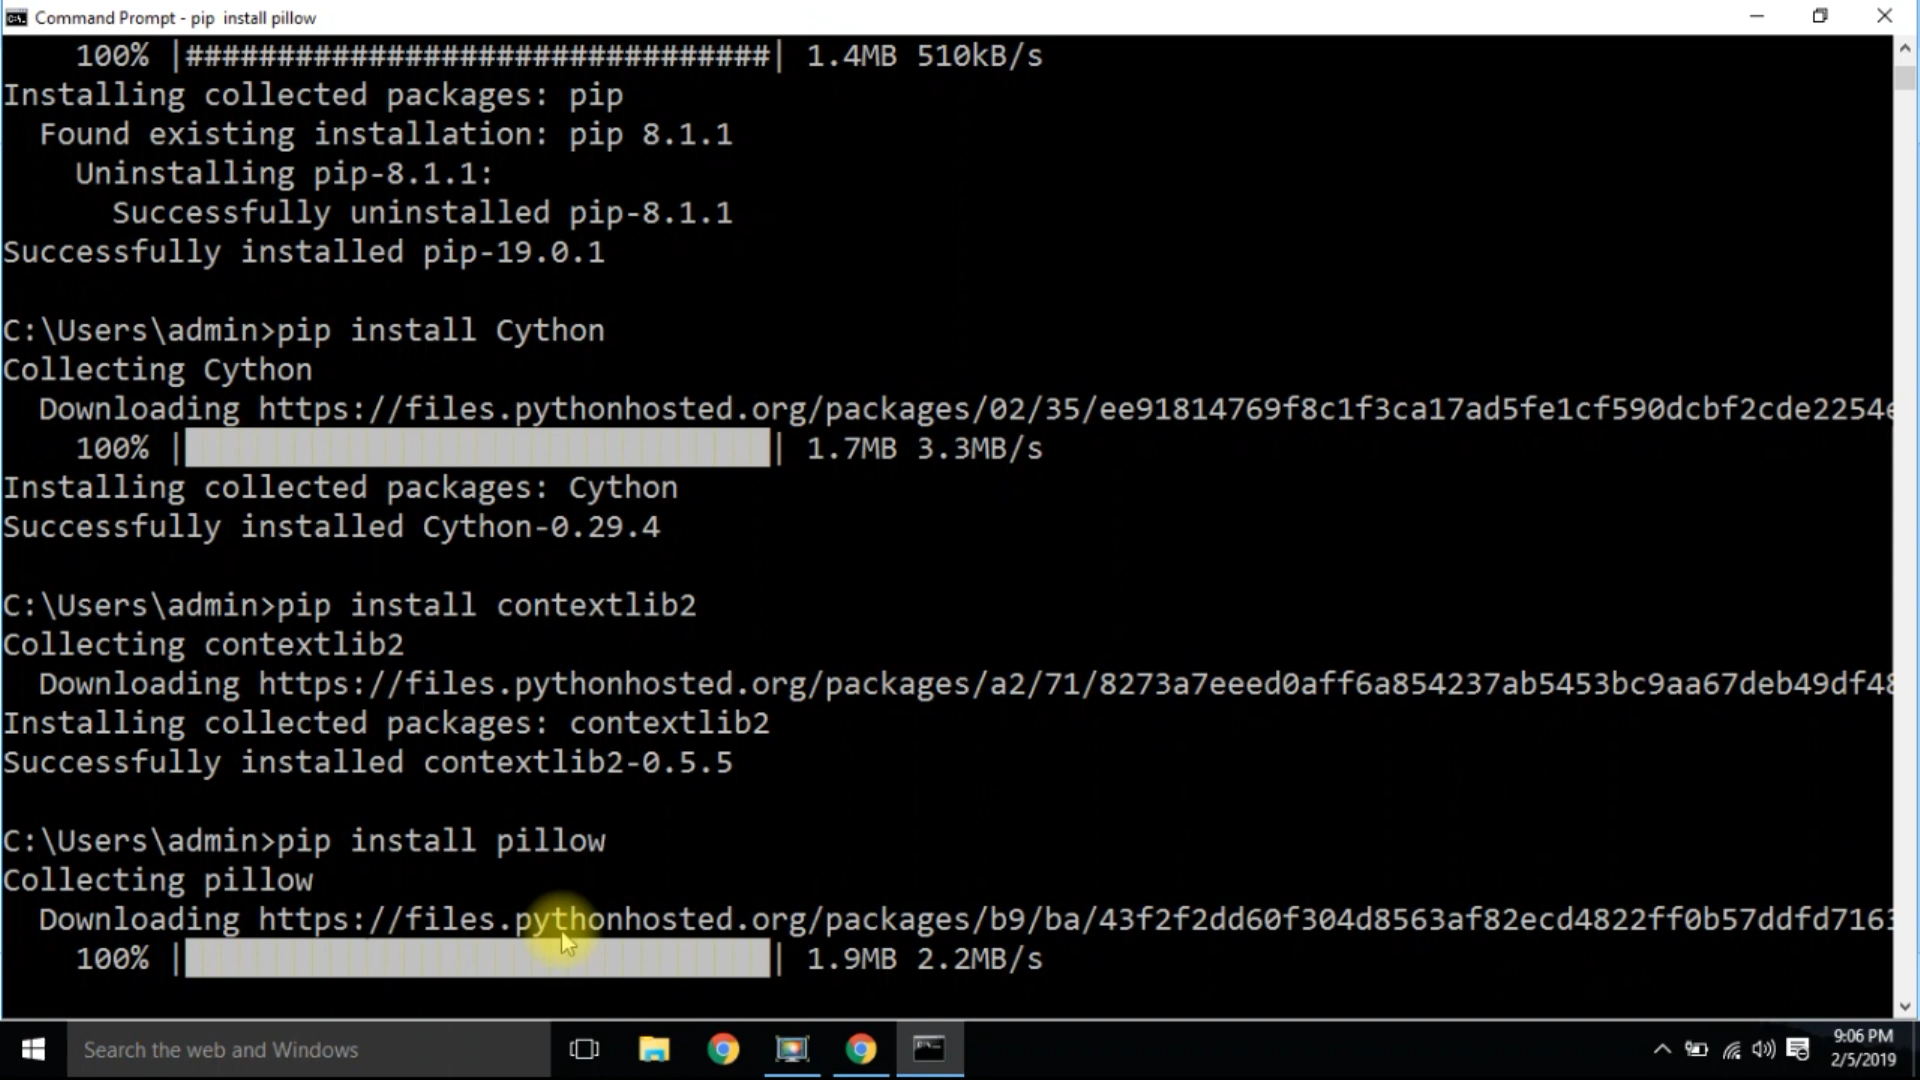 Command Prompt - pip  install pillow
100% |################################| 1.4MB 510kB/s
Installing collected packages: pip
Found existing installation: pip 8.1.1
Uninstalling pip-8.1.1:
Successfully uninstalled pip-8.1.1
Successfully installed pip-19.0.1
C:\Users\admin>pip install Cython
Collecting Cython
Downloading https://files.pythonhosted.org/packages/02/35/ee91814769f8c1f3ca17ad5fe1cf590dcbf2cde2254e
100% | | 1.7MB 3.3MB/s
Installing collected packages: Cython
Successfully installed Cython-0.29.4
C:\Users\admin>pip install contextlib2
Collecting contextlib2
Downloading https://files.pythonhosted.org/packages/a2/71/8273a7eeed0aff6a854237ab5453bc9aa67deb49df48
Installing collected packages: contextlib2
Successfully installed contextlib2-0.5.5
C:\Users\admin>pip install pillow
Collecting pillow
Downloading https://files.pythonhosted.org/packages/b9/ba/43f2f2dd60f304d8563af82ecd4822ff0b57ddfd7163
100% | | 1.9MB 2.2MB/s
Search the web and Windows
9:06 PM
2/5/2019